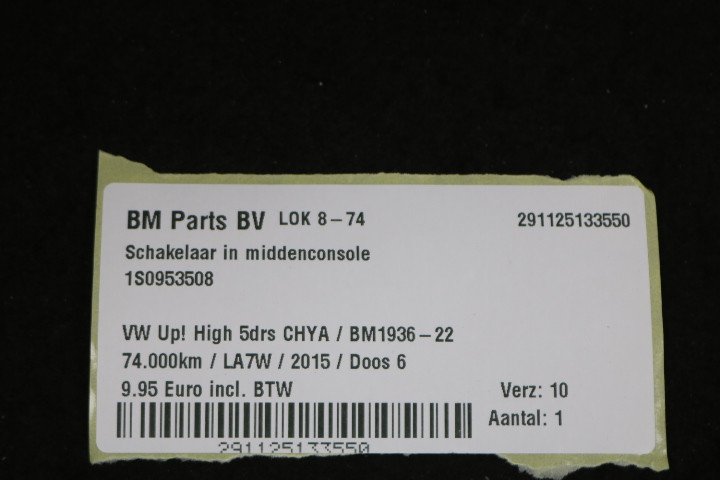 BM Parts BV LOK 8-74 291125133550
Schakelaar in middenconsole
1S0953508
VW Up! High 5drs CHYA / BM1936-22
74.000km / LA7W / 2015 / Doos 6
9.95 Euro incl. BTW Verz: 10
Aantal: 1
291125133550